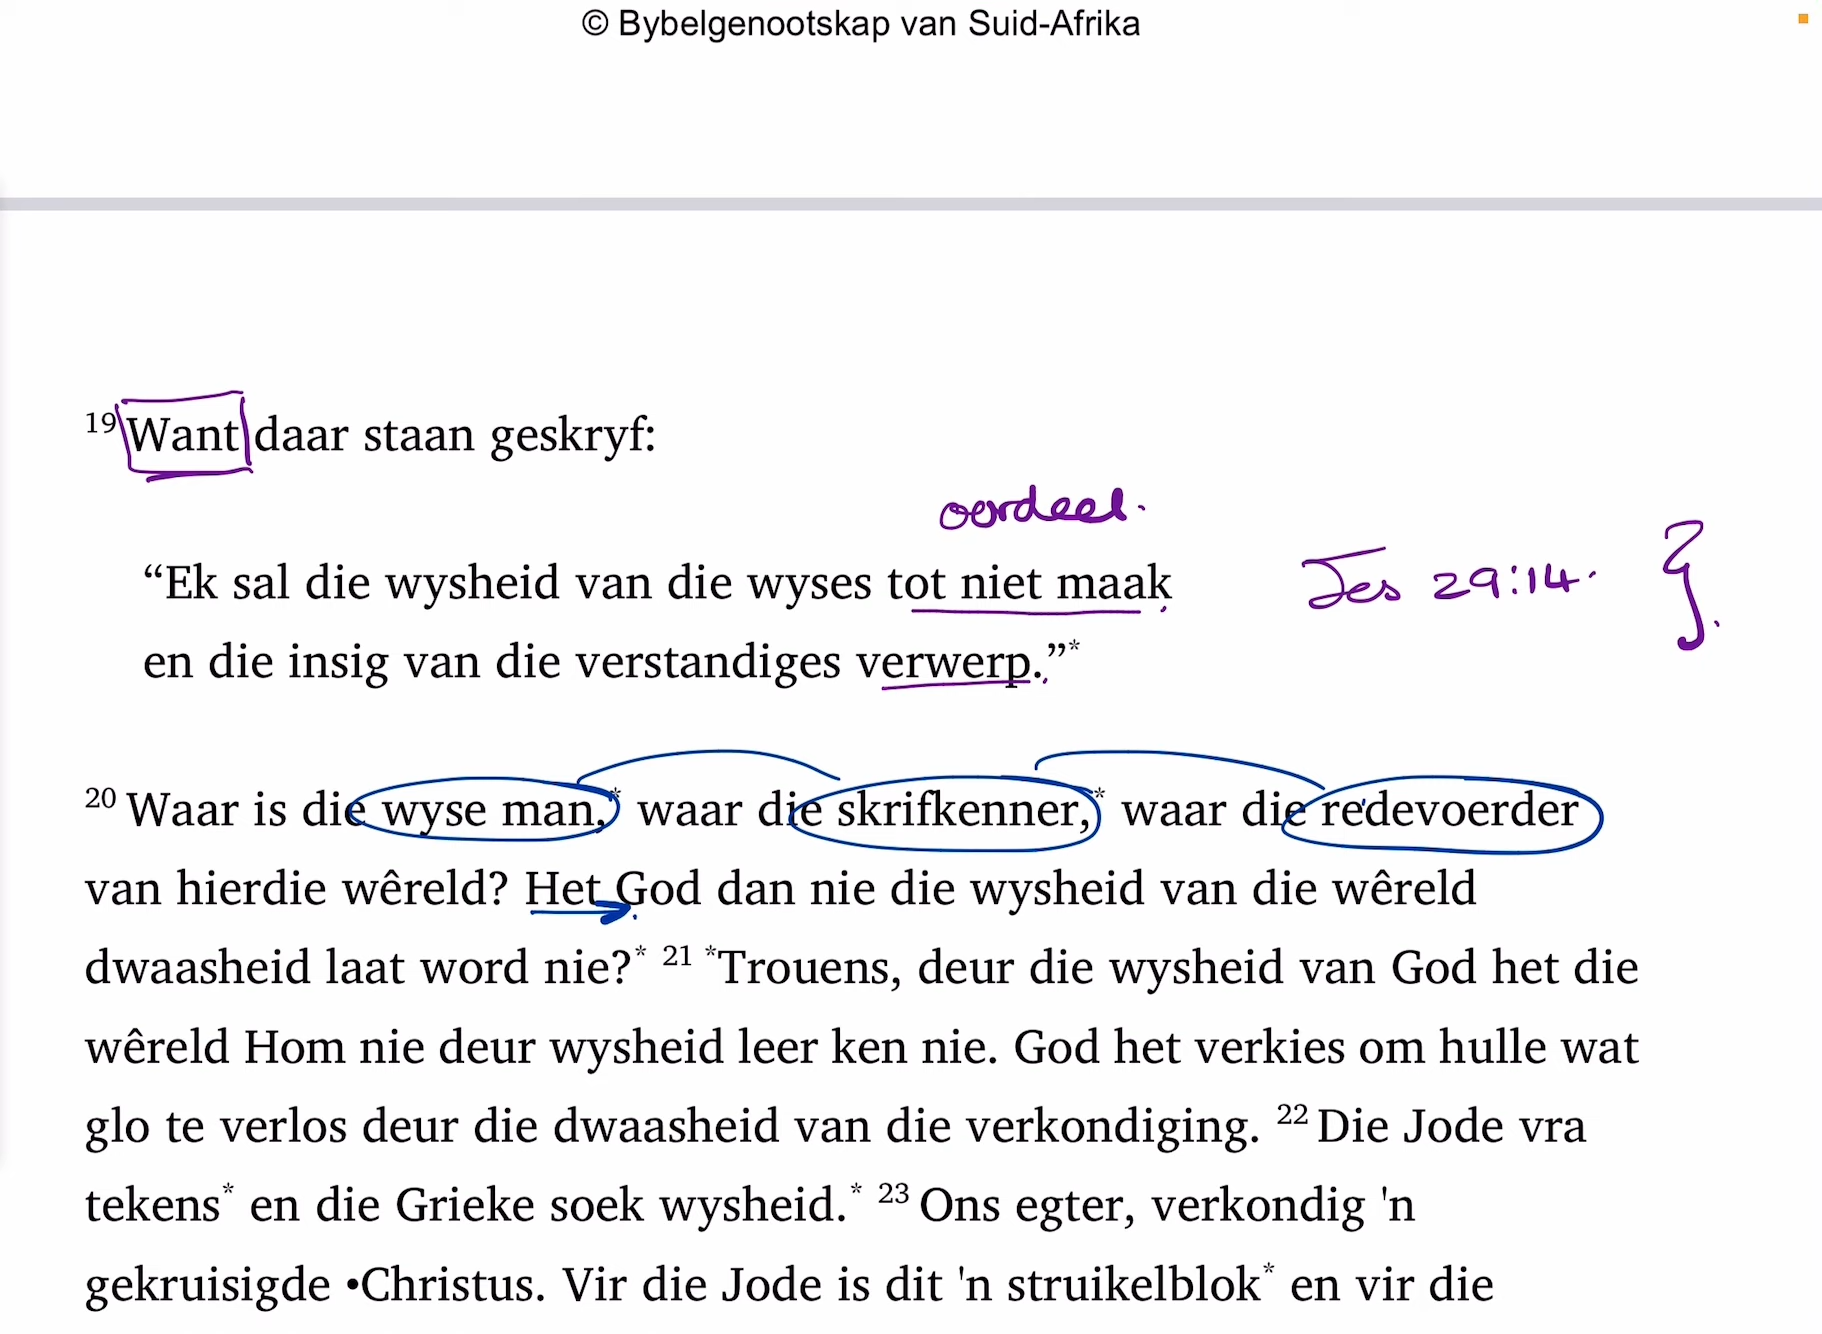 © Bybelgenootskap van Suid-Afrika
19 Want daar staan geskryf:
oordeel.
“Ek sal die wysheid van die wyses tot niet maak Jes 29:14.
en die insig van die verstandiges verwerp.”*
20 Waar is die wyse man,* waar die skrifkenner,* waar die redevoerder
van hierdie wêreld? Het God dan nie die wysheid van die wêreld
dwaasheid laat word nie?* 21 *Trouens, deur die wysheid van God het die
wêreld Hom nie deur wysheid leer ken nie. God het verkies om hulle wat
glo te verlos deur die dwaasheid van die verkondiging. 22 Die Jode vra
tekens* en die Grieke soek wysheid.* 23 Ons egter, verkondig 'n
gekruisigde •Christus. Vir die Jode is dit 'n struikelblok* en vir die